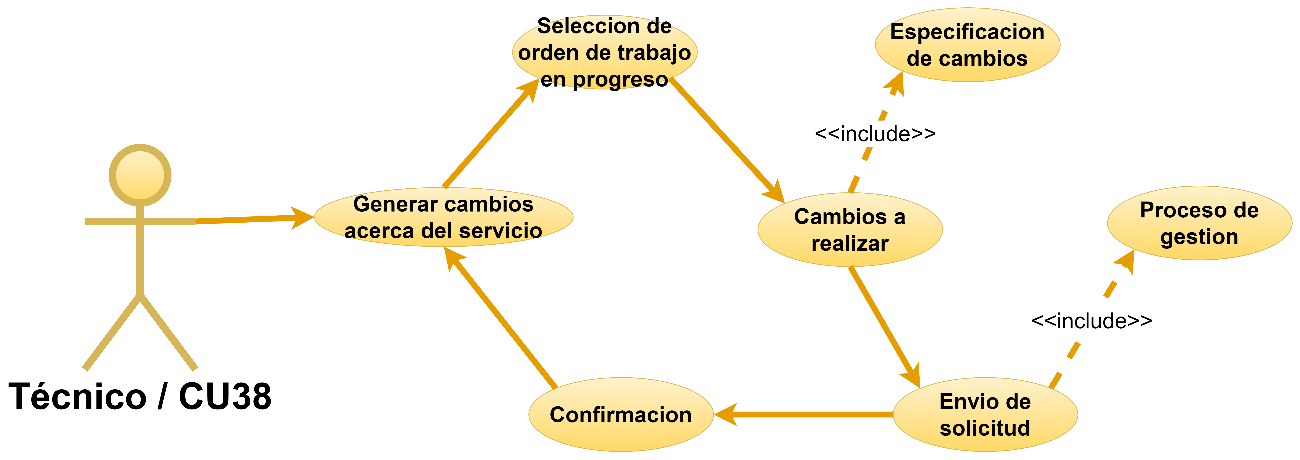 Seleccion de
orden de trabajo
en progreso
Especificacion
de cambios
<<include>>
Generar cambios
acerca del servicio
Cambios a
realizar
Proceso de
gestion
<<include>>
Técnico / CU38
Confirmacion
Envio de
solicitud